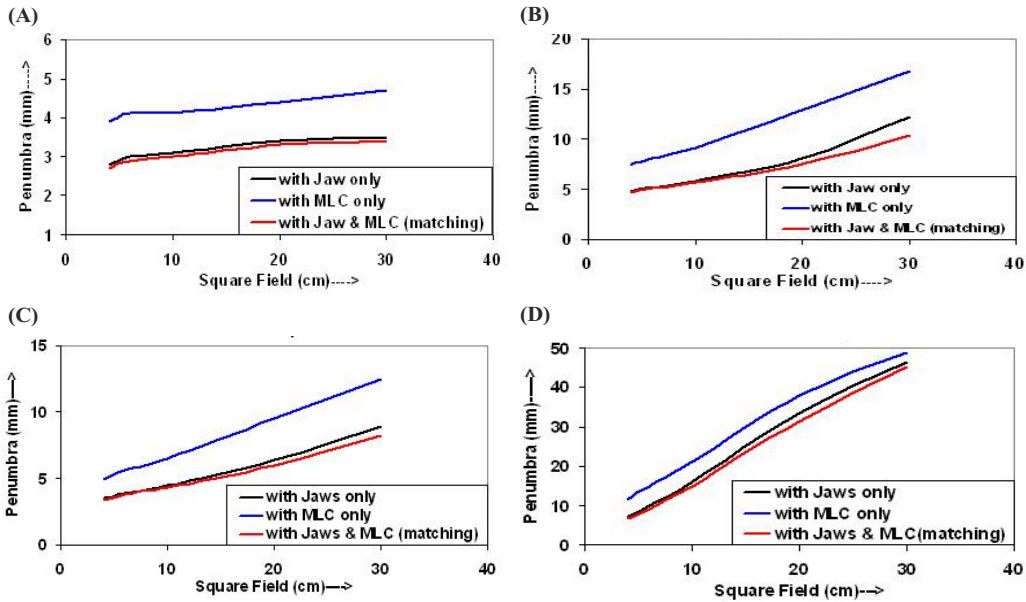 (A)
6
5
4
3
2
1
Penumbra (mm)---->
with Jaw only
with MLC only
with Jaw & MLC (matching)
0 10 20 30 40
Square Field (cm)---->
(B)
20
15
10
5
0
Penumbra (mm)---->
with Jaw only
with MLC only
with Jaw & MLC (matching)
0 10 20 30 40
Square Field (cm)---->
(C)
15
10
5
0
Penumbra (mm)--->
with Jaws only
with MLC only
with Jaws & MLC (matching)
0 10 20 30 40
Square Field (cm)--->
(D)
50
40
30
20
10
0
Penumbra (mm)---->
with Jaws only
with MLC only
with Jaws & MLC(matching)
0 10 20 30 40
Square Field (cm)--->